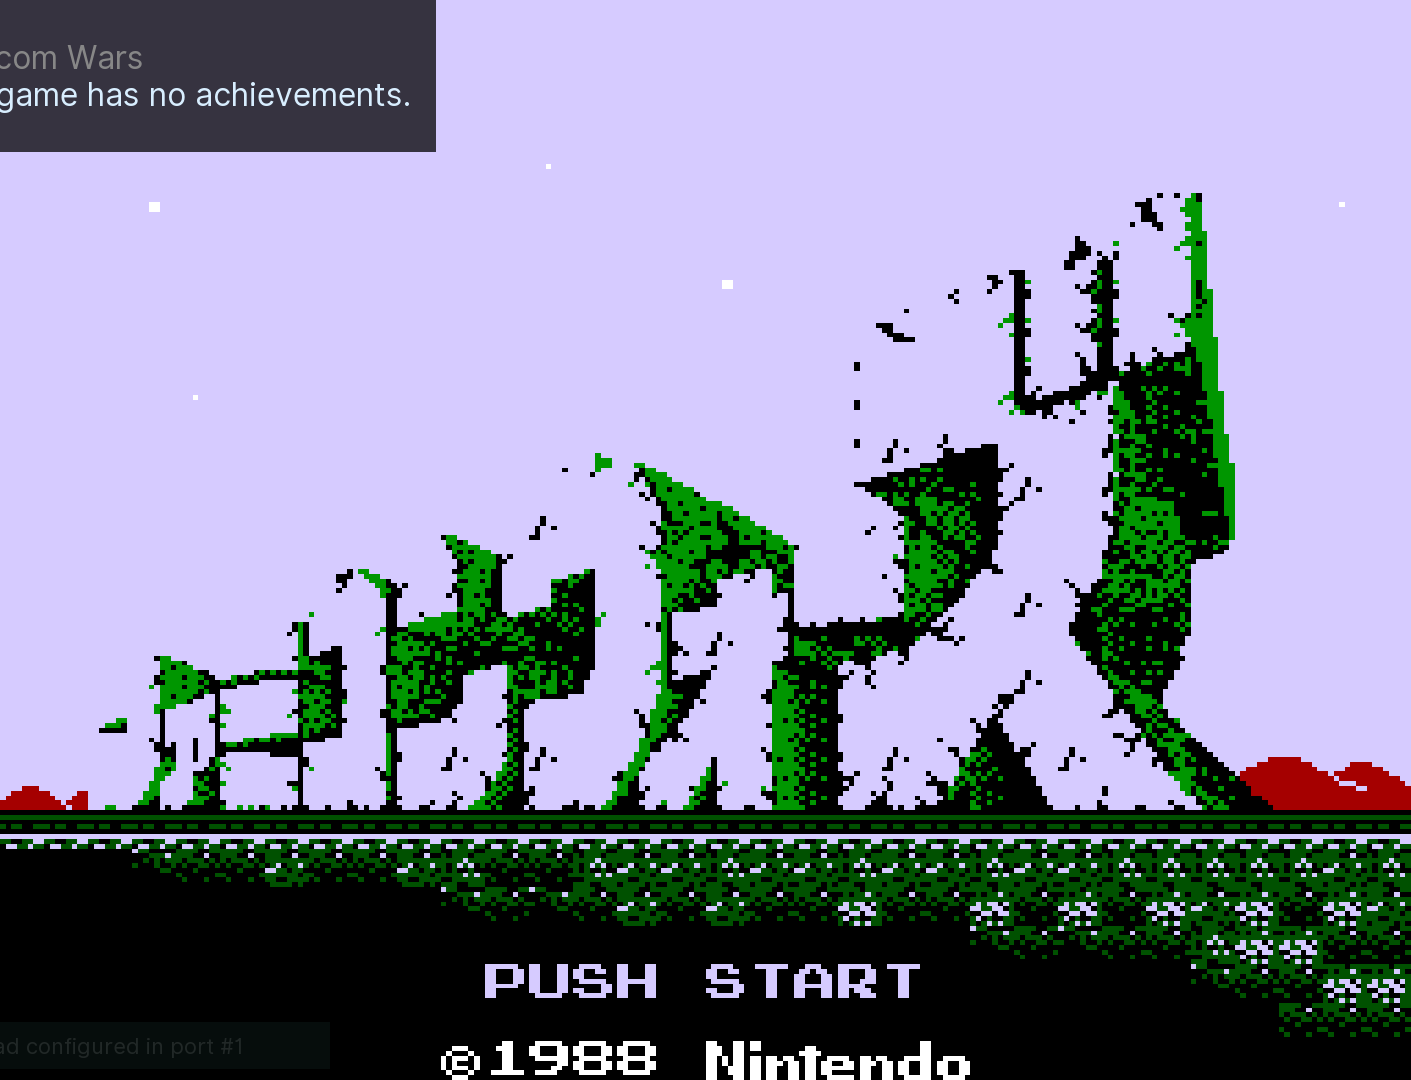 com Wars
game has no achievements.
PUSH START
ad configured in port #1
©1988 Nintendo